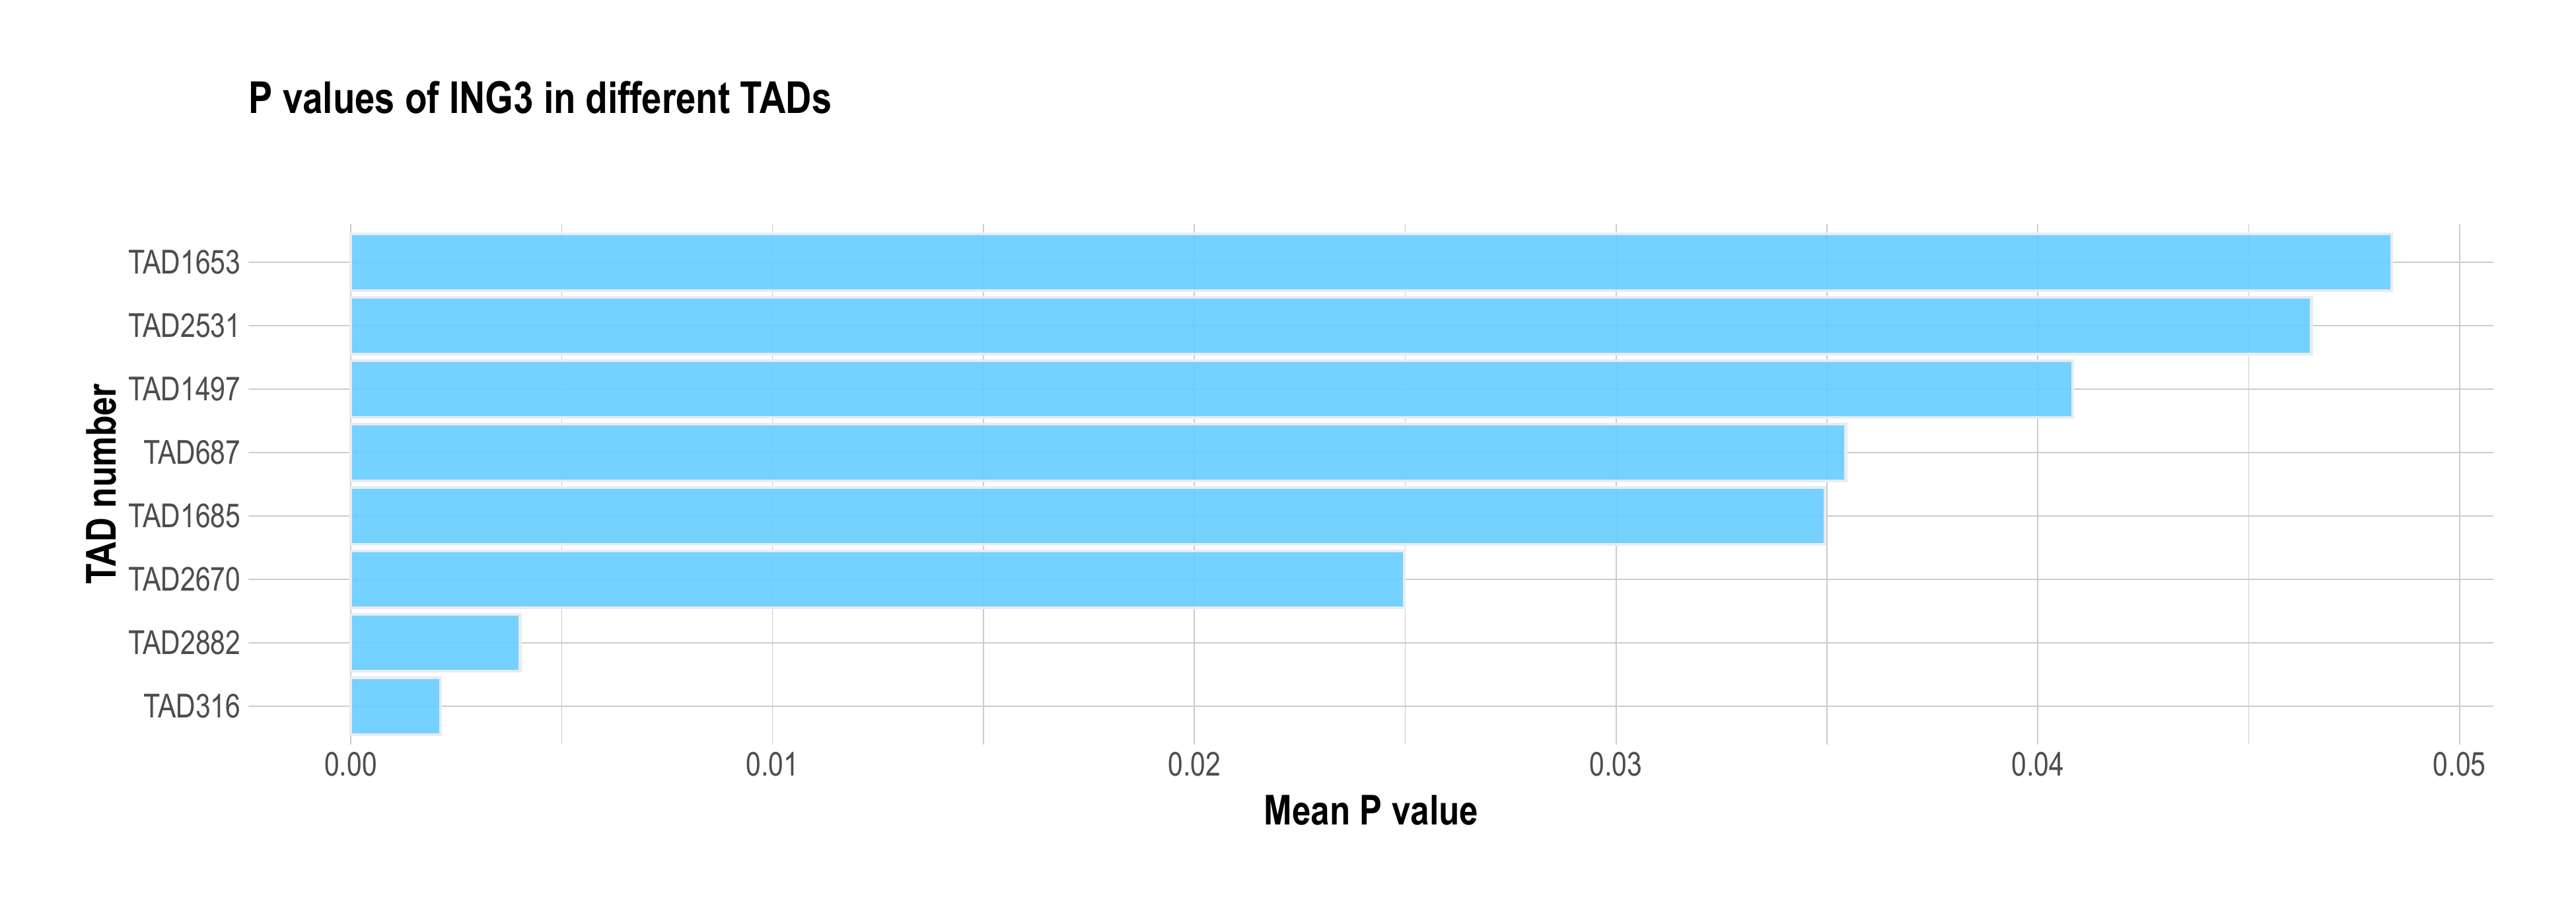 P values of ING3 in different TADs
TAD number
TAD1653
TAD2531
TAD1497
TAD687
TAD1685
TAD2670
TAD2882
TAD316
0.00 0.01 0.02 0.03 0.04 0.05
Mean P value